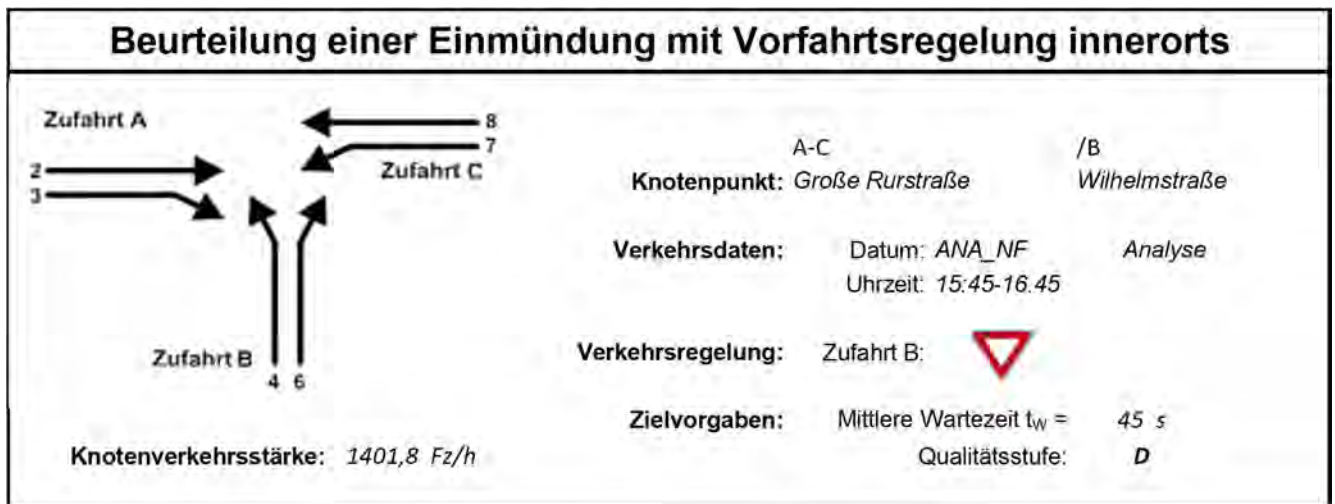 Beurteilung einer Einmündung mit Vorfahrtsregelung innerorts
Zufahrt A
8
7
Zufahrt C
2
3
Zufahrt B
4 6
Knotenverkehrsstärke: 1401,8 Fz/h
A-C /B
Knotenpunkt: Große Rurstraße Wilhelmstraße
Verkehrsdaten: Datum: ANA_NF Analyse
Uhrzeit: 15:45-16.45
Verkehrsregelung: Zufahrt B:
Zielvorgaben: Mittlere Wartezeit tw = 45 s
Qualitätsstufe: D